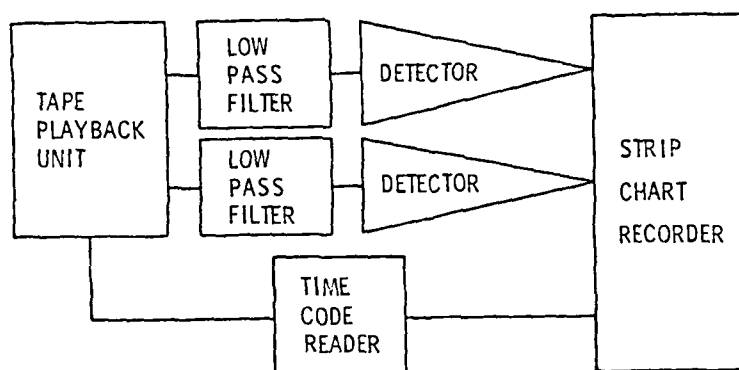 TAPE
PLAYBACK
UNIT
LOW
PASS
FILTER
DETECTOR
LOW
PASS
FILTER
DETECTOR
STRIP
CHART
RECORDER
TIME
CODE
READER